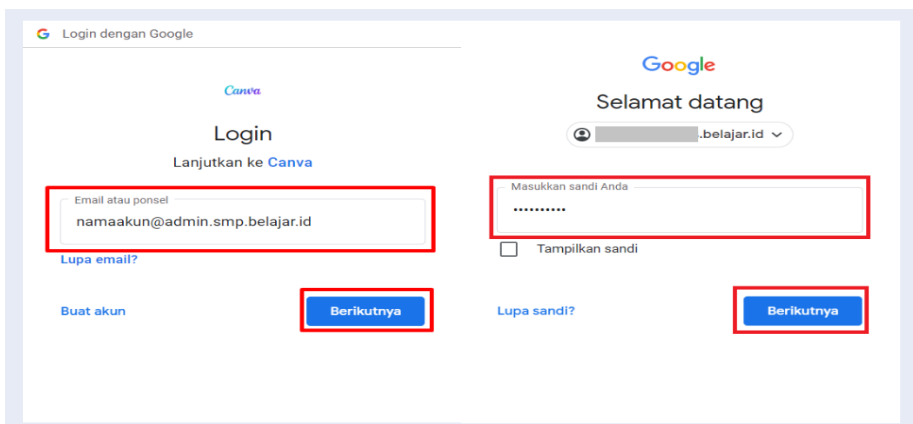 Login dengan Google
Canva
Login
Lanjutkan ke Canva
Email atau ponsel
namaakun@admin.smp.belajar.id
Lupa email?
Buat akun
Berikutnya
Google
Selamat datang
.belajar.id
Masukkan sandi Anda
Tampilkan sandi
Lupa sandi?
Berikutnya